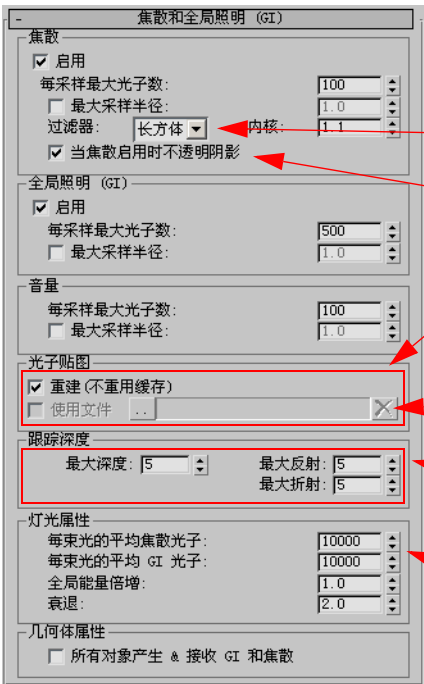 - 焦散和全局照明 (GI)
焦散
启用
每采样最大光子数: 100
最大采样半径: 1.0
过滤器: 长方体 内核: 1.1
当焦散启用时不透明阴影
全局照明 (GI)
启用
每采样最大光子数: 500
最大采样半径: 1.0
音量
每采样最大光子数: 100
最大采样半径: 1.0
光子贴图
重建(不重用缓存)
使用文件 ..
跟踪深度
最大深度: 5 最大反射: 5
最大折射: 5
灯光属性
每束光的平均焦散光子: 10000
每束光的平均 GI 光子: 10000
全局能量倍增: 1.0
衰退: 2.0
几何体属性
所有对象产生 & 接收 GI 和焦散